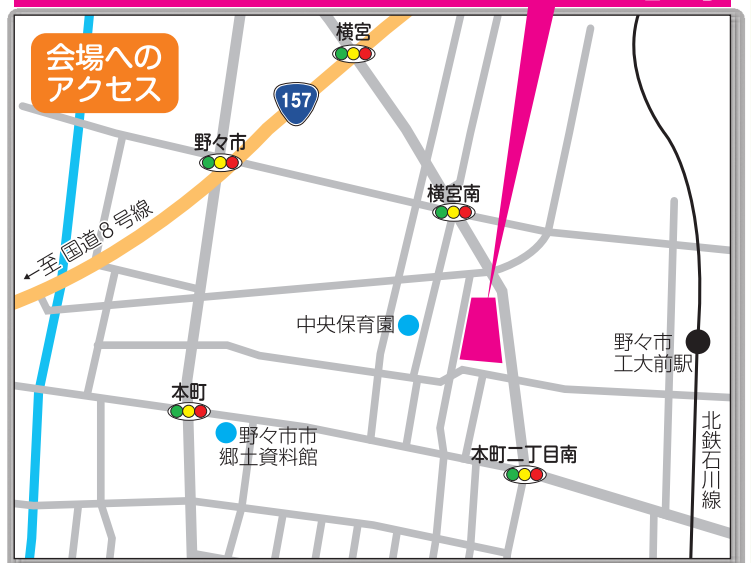 会場への
アクセス
横宮
157
野々市
横宮南
←至 国道8号線
中央保育園
野々市
工大前駅
本町
野々市市
郷土資料館
本町二丁目南
北鉄石川線